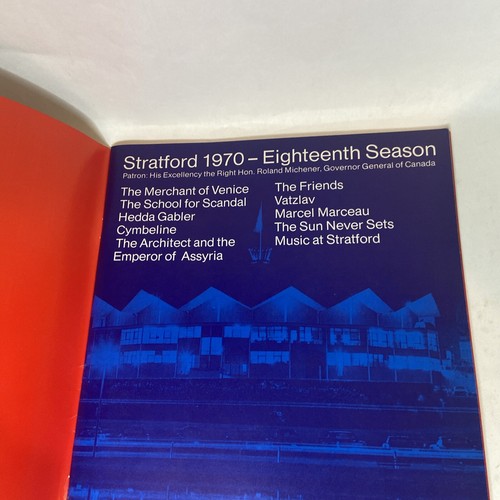 Stratford 1970 – Eighteenth Season
Patron: His Excellency the Right Hon. Roland Michener, Governor General of Canada
The Merchant of Venice
The School for Scandal
Hedda Gabler
Cymbeline
The Architect and the
Emperor of Assyria
The Friends
Vatzlav
Marcel Marceau
The Sun Never Sets
Music at Stratford